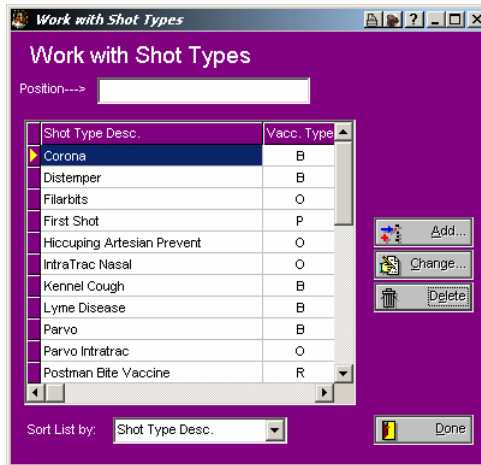 Work with Shot Types
Work with Shot Types
Position--->
Shot Type Desc. Vacc. Type
Corona B
Distemper B
Filarbits O
First Shot P
Hiccuping Artesian Prevent O
IntraTrac Nasal O
Kennel Cough B
Lyme Disease B
Parvo B
Parvo Intratrac O
Postman Bite Vaccine R
Add...
Change...
Delete
Sort List by: Shot Type Desc.
Done